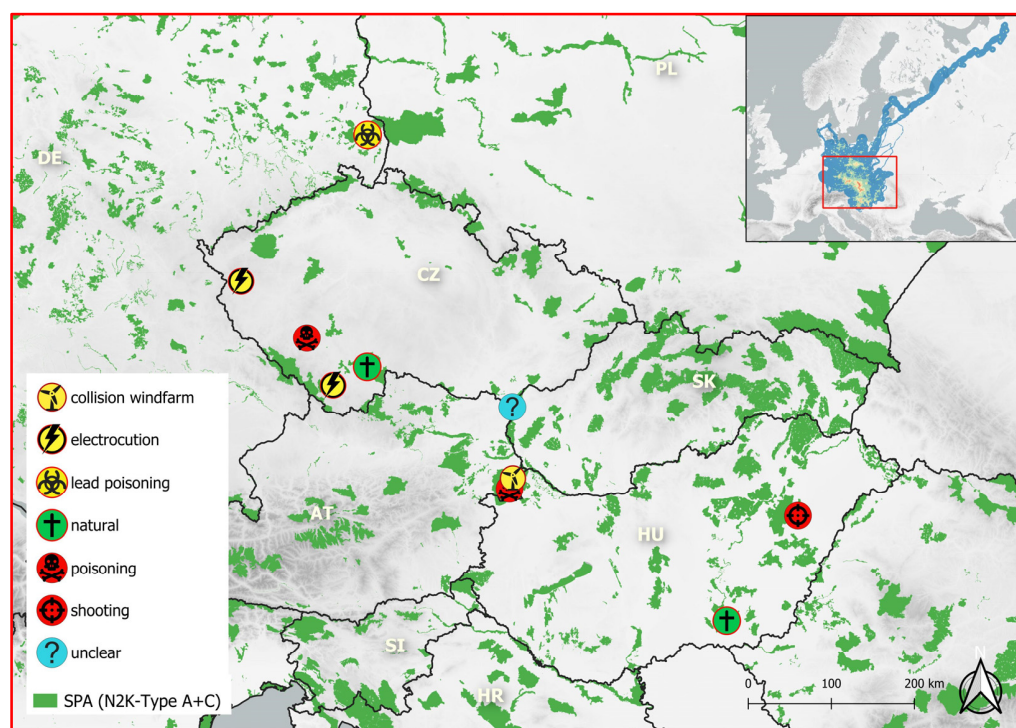 PL
DE
CZ
SK
AT
HU
SI
HR
collision windfarm
electrocution
lead poisoning
natural
poisoning
shooting
? unclear
SPA (N2K-Type A+C)
?
N
0 100 200 km